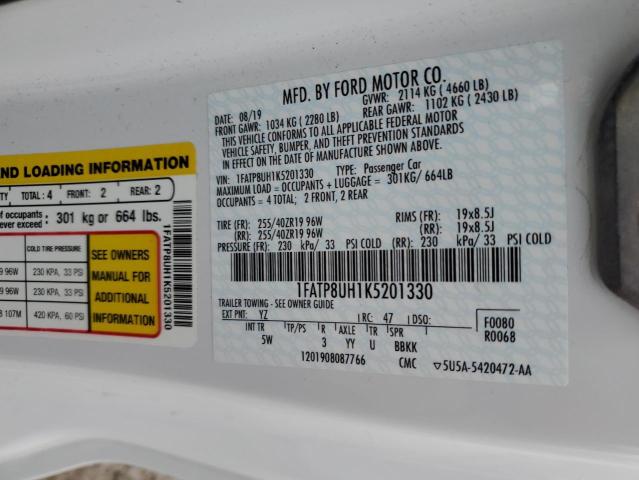 ND LOADING INFORMATION
TY TOTAL: 4 FRONT: 2 REAR: 2
of occupants
ever exceed : 301 kg or 664 lbs.
COLD TIRE PRESSURE
96W 230 KPA, 33 PSI
96W 230 KPA, 33 PSI
107M 420 KPA, 60 PSI
SEE OWNERS
MANUAL FOR
ADDITIONAL
INFORMATION
1FATP8UH1K5201330
MFD. BY FORD MOTOR CO.
08/19 GVWR: 2114 KG ( 4660 LB)
FRONT GAWR: 1034 KG ( 2280 LB) REAR GAWR: 1102 KG ( 2430 LB)
THIS VEHICLE CONFORMS TO ALL APPLICABLE FEDERAL MOTOR
VEHICLE SAFETY, BUMPER, AND THEFT PREVENTION STANDARDS
IN EFFECT ON THE DATE OF MANUFACTURE SHOWN ABOVE.
VIN: 1FATP8UH1K5201330 TYPE: Passenger Car
MAXIMUM LOAD = OCCUPANTS + LUGGAGE = 301KG/ 664LB
OCCUPANTS = 4 TOTAL; 2 FRONT, 2 REAR
TIRE (FR): 255/40ZR19 96W RIMS (FR): 19x8.5J
(RR): 255/40ZR19 96W (RR): 19x8.5J
PRESSURE (FR): 230 kPa/ 33 PSI COLD (RR): 230 kPa/ 33 PSI COLD
1FATP8UH1K5201330
TRAILER TOWING - SEE OWNER GUIDE
EXT PNT: YZ RC: 47
INT TR TP/PS R AXLE TR SPR
5W 3 YY U BBKK
F0080
R0068
1201908087766 CMC 5U5A-5420472-AA